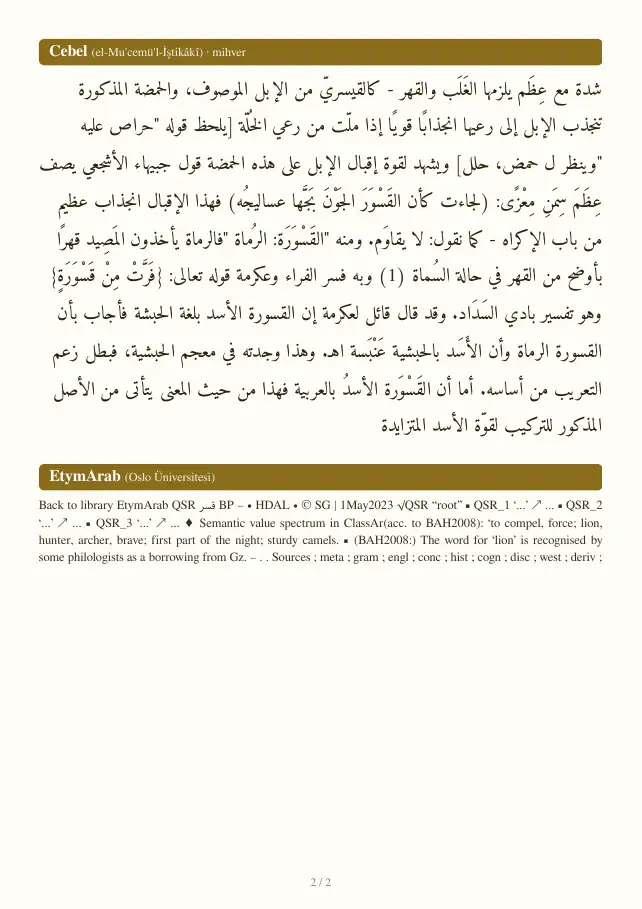 Cebel (el-Mu'cemü'l-İştikâkî) · mihver
شدة مع عِظَم يلزمها الغَلَب والقهر - كالقيسريّ من الإبل الموصوف، والحمضة المذكورة
تنجذب الإبل إلى رعيها انجذابًا قويًا إذا ملّت من رعي الخُلّة [يلحظ قوله "حراص عليه
"وينظر ل حمض، حلل] ويشهد لقوة إقبال الإبل على هذه الحمضة قول جبيهاء الأشجعي يصف
عِظَمَ سِمَنِ مِعْزًى: (لجاءت كأن القَسْوَرَ الجَوْنَ بَجَّها عساليجُه) فهذا الإقبال انجذاب عظيم
من باب الإكراه - كما نقول: لا يقاوَم. ومنه "القَسْوَرَة: الرُماة "فالرماة يأخذون المَصِيد قهرًا
بأوضح من القهر في حالة السُماة (1) وبه فسر الفراء وعكرمة قوله تعالى: {فَرَّتْ مِنْ قَسْوَرَةٍ}
وهو تفسير بادي السَدَاد. وقد قال قائل لعكرمة إن القسورة الأسد بلغة الحبشة فأجاب بأن
القسورة الرماة وأن الأَسَد بالحبشية عَنْبَسة اهـ. وهذا وجدته في معجم الحبشية، فبطل زعم
التعريب من أساسه. أما أن القَسْوَرة الأسدُ بالعربية فهذا من حيث المعنى يتأتى من الأصل
المذكور للتركيب لقوّة الأسد المتزايدة
EtymArab (Oslo Üniversitesi)
Back to library EtymArab QSR قسر BP – • HDAL • © SG | 1May2023 √QSR “root” ▪ QSR_1 ‘...’ ↗ ... ▪ QSR_2
‘...’ ↗ ... ▪ QSR_3 ‘...’ ↗ ... ♦ Semantic value spectrum in ClassAr(acc. to BAH2008): ‘to compel, force; lion,
hunter, archer, brave; first part of the night; sturdy camels. ▪ (BAH2008:) The word for ‘lion’ is recognised by
some philologists as a borrowing from Gz. – . . Sources ; meta ; gram ; engl ; conc ; hist ; cogn ; disc ; west ; deriv ;
2 / 2